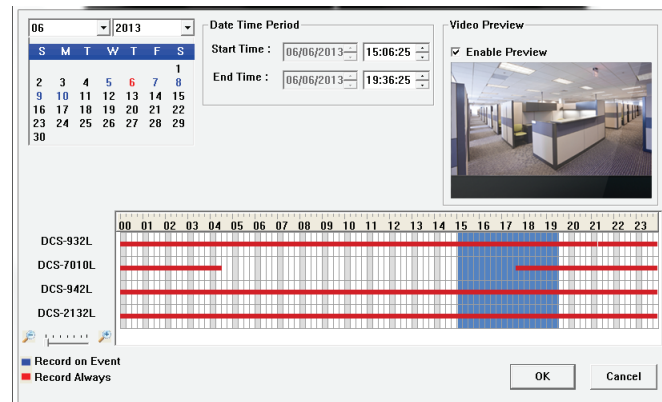 06 2013
S M T W T F S
1
2 3 4 5 6 7 8
9 10 11 12 13 14 15
16 17 18 19 20 21 22
23 24 25 26 27 28 29
30
Date Time Period
Start Time : 06/06/2013 15:06:25
End Time : 06/06/2013 19:36:25
Video Preview
Enable Preview
00 01 02 03 04 05 06 07 08 09 10 11 12 13 14 15 16 17 18 19 20 21 22 23
DCS-932L
DCS-7010L
DCS-942L
DCS-2132L
Record on Event
Record Always
OK Cancel